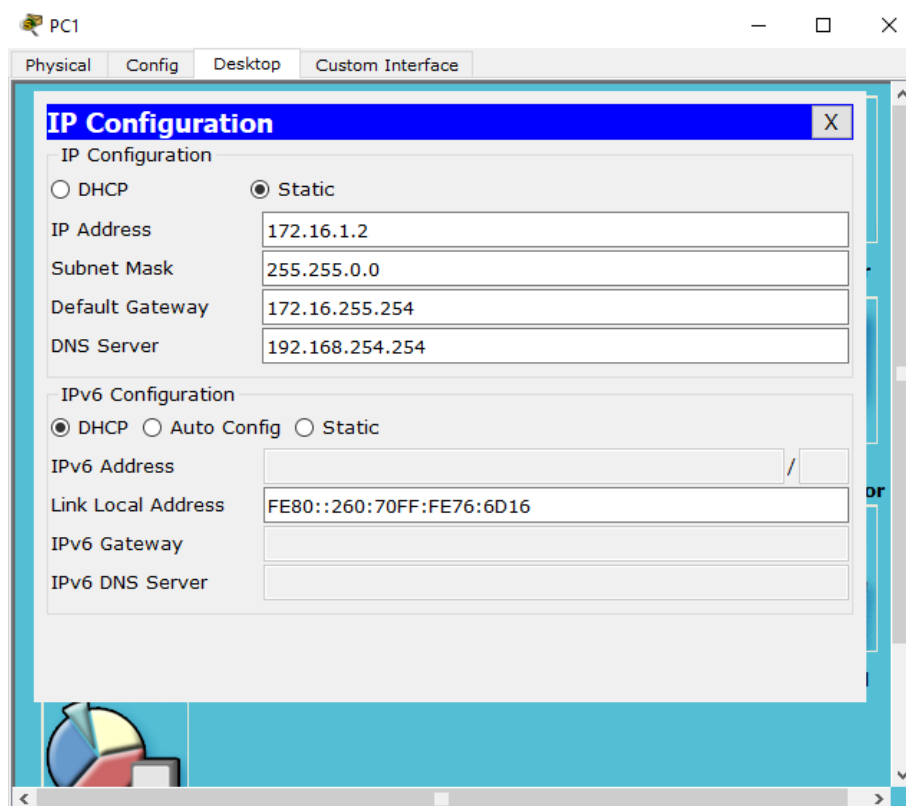 PC1
Physical Config Desktop Custom Interface
IP Configuration X
IP Configuration
DHCP Static
IP Address 172.16.1.2
Subnet Mask 255.255.0.0
Default Gateway 172.16.255.254
DNS Server 192.168.254.254
IPv6 Configuration
DHCP Auto Config Static
IPv6 Address /
Link Local Address FE80::260:70FF:FE76:6D16
or
IPv6 Gateway
IPv6 DNS Server